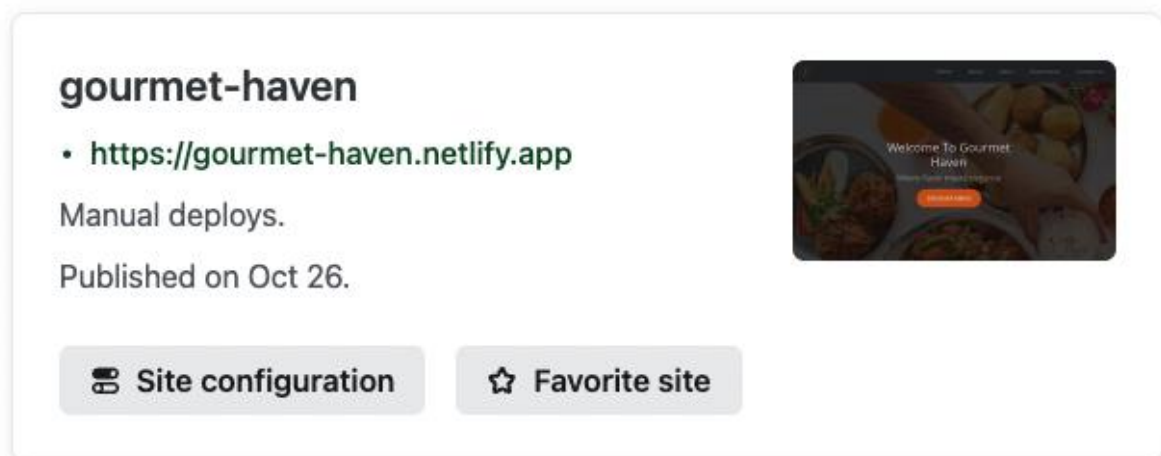 gourmet-haven
• https://gourmet-haven.netlify.app
Manual deploys.
Published on Oct 26.
Site configuration
Favorite site
Welcome To Gourmet
Haven